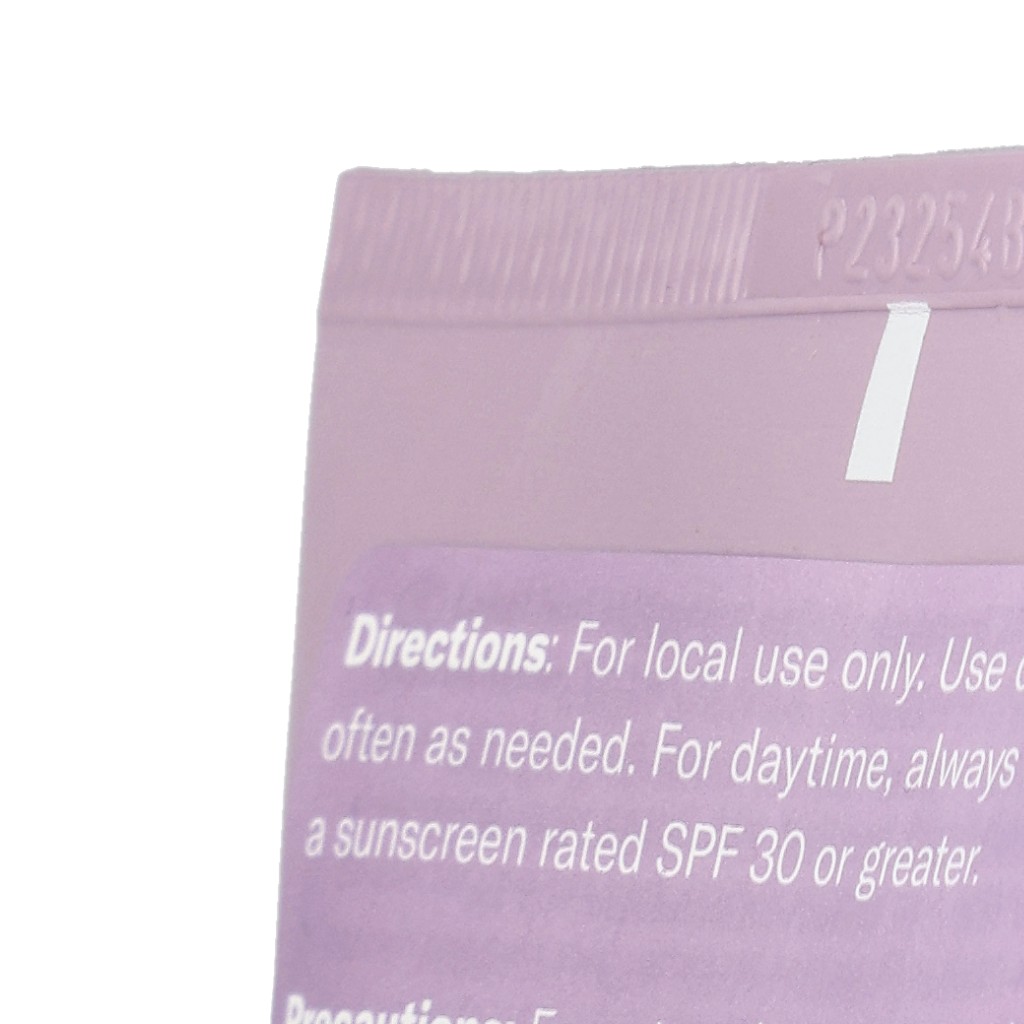 P23254B
Directions: For local use only. Use
often as needed. For daytime, always
a sunscreen rated SPF 30 or greater.
Precautions: